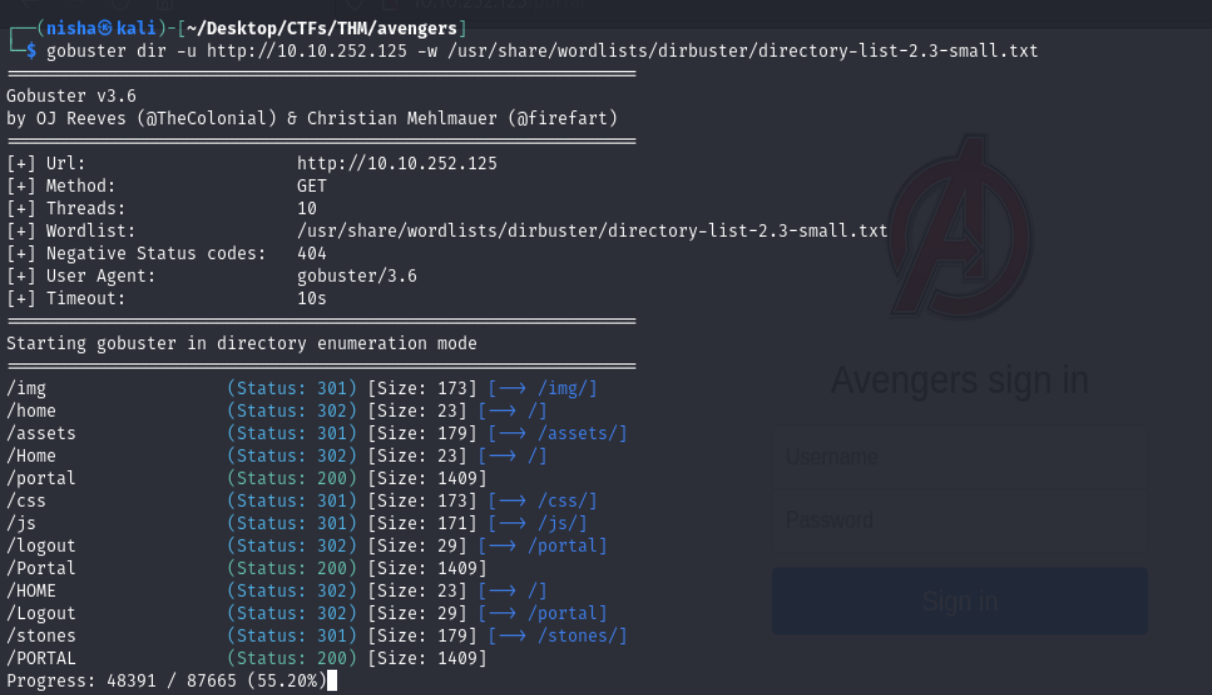 10.10.252.125
┌──(nisha㉿kali)-[~/Desktop/CTFs/THM/avengers]
└─$ gobuster dir -u http://10.10.252.125 -w /usr/share/wordlists/dirbuster/directory-list-2.3-small.txt
===============================================================
Gobuster v3.6
by OJ Reeves (@TheColonial) & Christian Mehlmauer (@firefart)
===============================================================
[+] Url:                     http://10.10.252.125
[+] Method:                  GET
[+] Threads:                 10
[+] Wordlist:                /usr/share/wordlists/dirbuster/directory-list-2.3-small.txt
[+] Negative Status codes:   404
[+] User Agent:              gobuster/3.6
[+] Timeout:                 10s
===============================================================
Starting gobuster in directory enumeration mode
===============================================================
/img                  (Status: 301) [Size: 173] [--> /img/]
/home                 (Status: 302) [Size: 23] [--> /]
/assets               (Status: 301) [Size: 179] [--> /assets/]
/Home                 (Status: 302) [Size: 23] [--> /]
/portal               (Status: 200) [Size: 1409]
/css                  (Status: 301) [Size: 173] [--> /css/]
/js                   (Status: 301) [Size: 171] [--> /js/]
/logout               (Status: 302) [Size: 29] [--> /portal]
/Portal               (Status: 200) [Size: 1409]
/HOME                 (Status: 302) [Size: 23] [--> /]
/Logout               (Status: 302) [Size: 29] [--> /portal]
/stones               (Status: 301) [Size: 179] [--> /stones/]
/PORTAL               (Status: 200) [Size: 1409]
Progress: 48391 / 87665 (55.20%)
Avengers sign in
Username
Password
Sign in